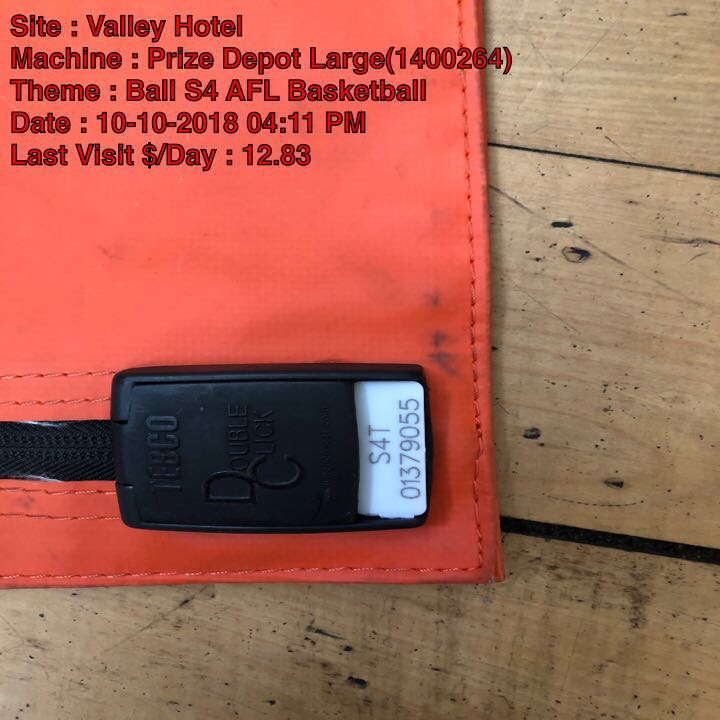 Site : Valley Hotel
Machine : Prize Depot Large(1400264)
Theme : Ball S4 AFL Basketball
Date : 10-10-2018 04:11 PM
Last Visit $/Day : 12.83
TEBCO
DOUBLE
CLICK
S4T
01379055